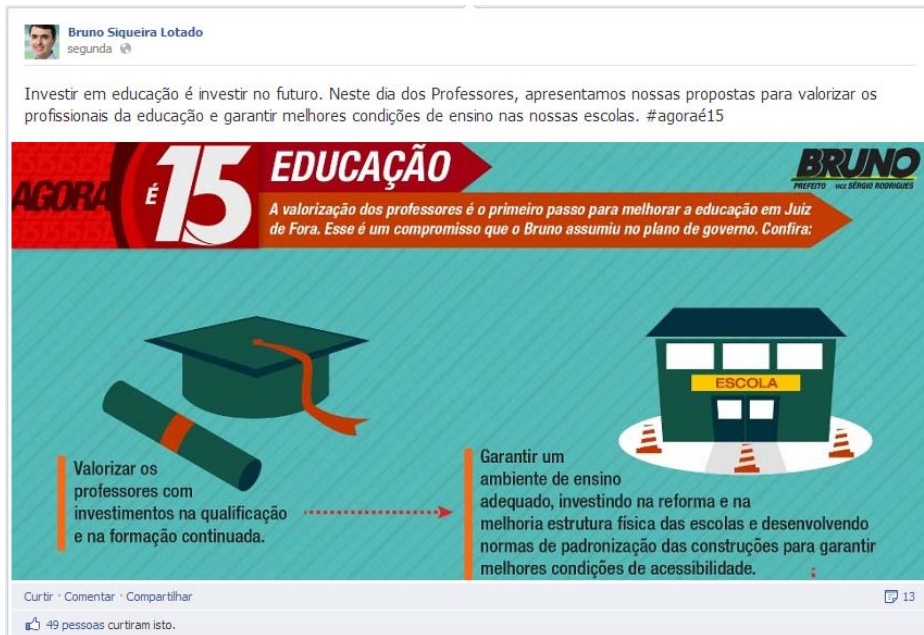 Bruno Siqueira Lotado
segunda
Investir em educação é investir no futuro. Neste dia dos Professores, apresentamos nossas propostas para valorizar os
profissionais da educação e garantir melhores condições de ensino nas nossas escolas. #agoraé15
AGORA É 15
EDUCAÇÃO
BRUNO
PREFEITO VICE SÉRGIO RODRIGUES
A valorização dos professores é o primeiro passo para melhorar a educação em Juiz
de Fora. Esse é um compromisso que o Bruno assumiu no plano de governo. Confira:
ESCOLA
Valorizar os
professores com
investimentos na qualificação
e na formação continuada.
Garantir um
ambiente de ensino
adequado, investindo na reforma e na
melhoria estrutura física das escolas e desenvolvendo
normas de padronização das construções para garantir
melhores condições de acessibilidade.
Curtir · Comentar · Compartilhar
13
49 pessoas curtiram isto.